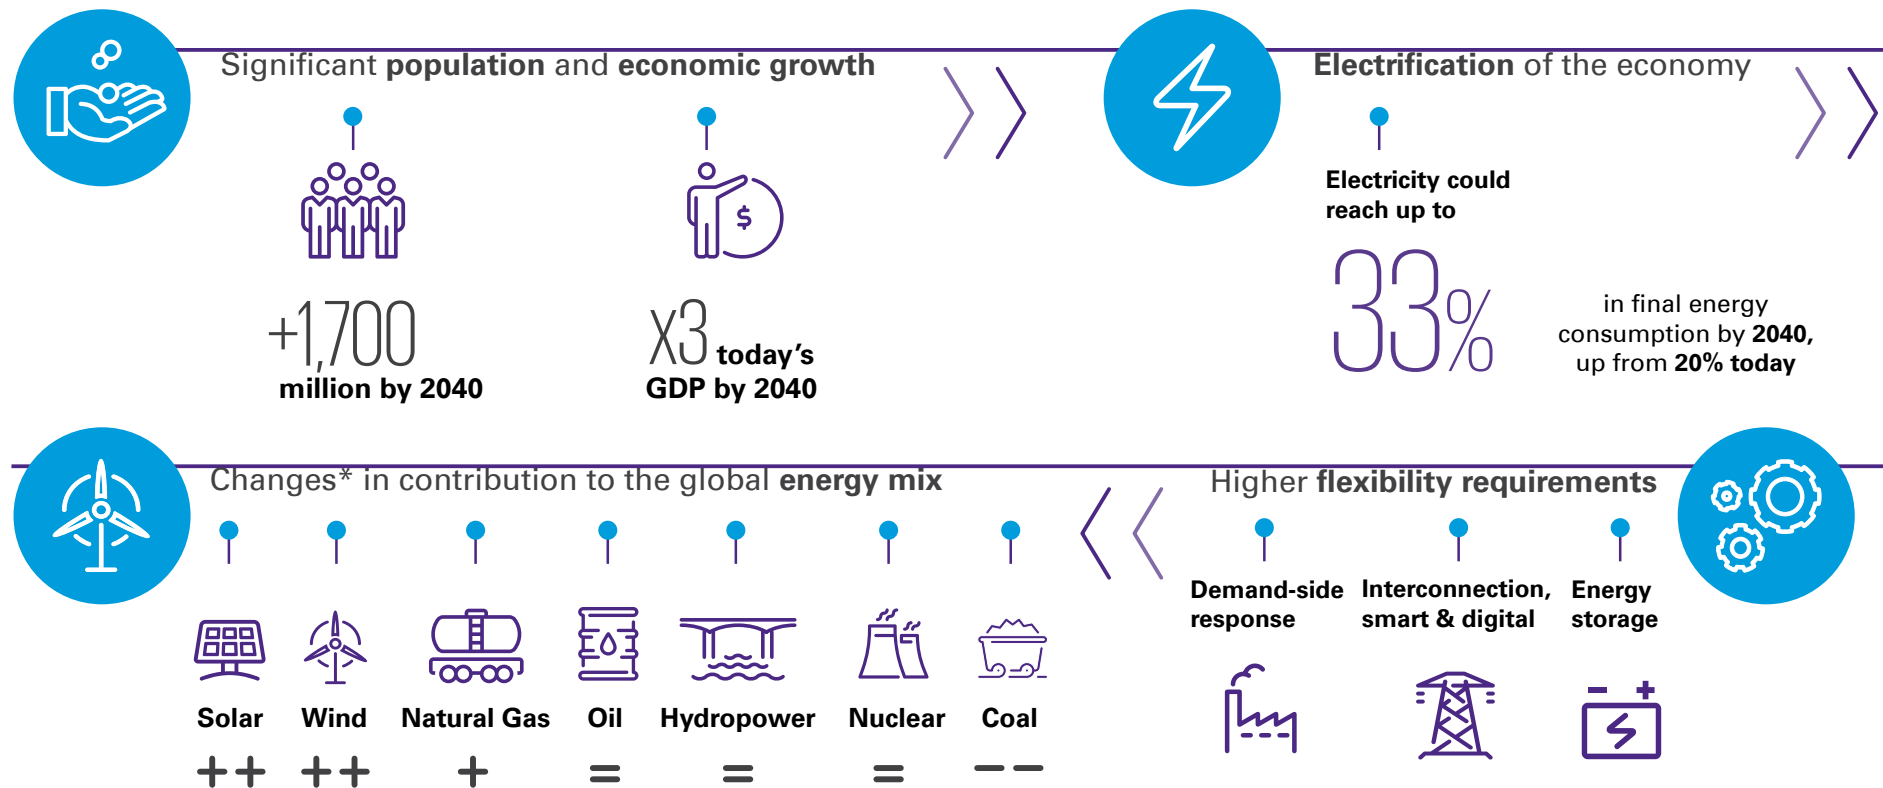 Significant population and economic growth
+1,700
million by 2040
$
x3 today's
GDP by 2040
Electrification of the economy
Electricity could
reach up to
33%
in final energy
consumption by 2040,
up from 20% today
Changes* in contribution to the global energy mix
Solar
++
Wind
++
Natural Gas
+
Oil
=
Hydropower
=
Nuclear
=
Coal
−−
Higher flexibility requirements
Demand-side
response
Interconnection,
smart & digital
Energy
storage
− +